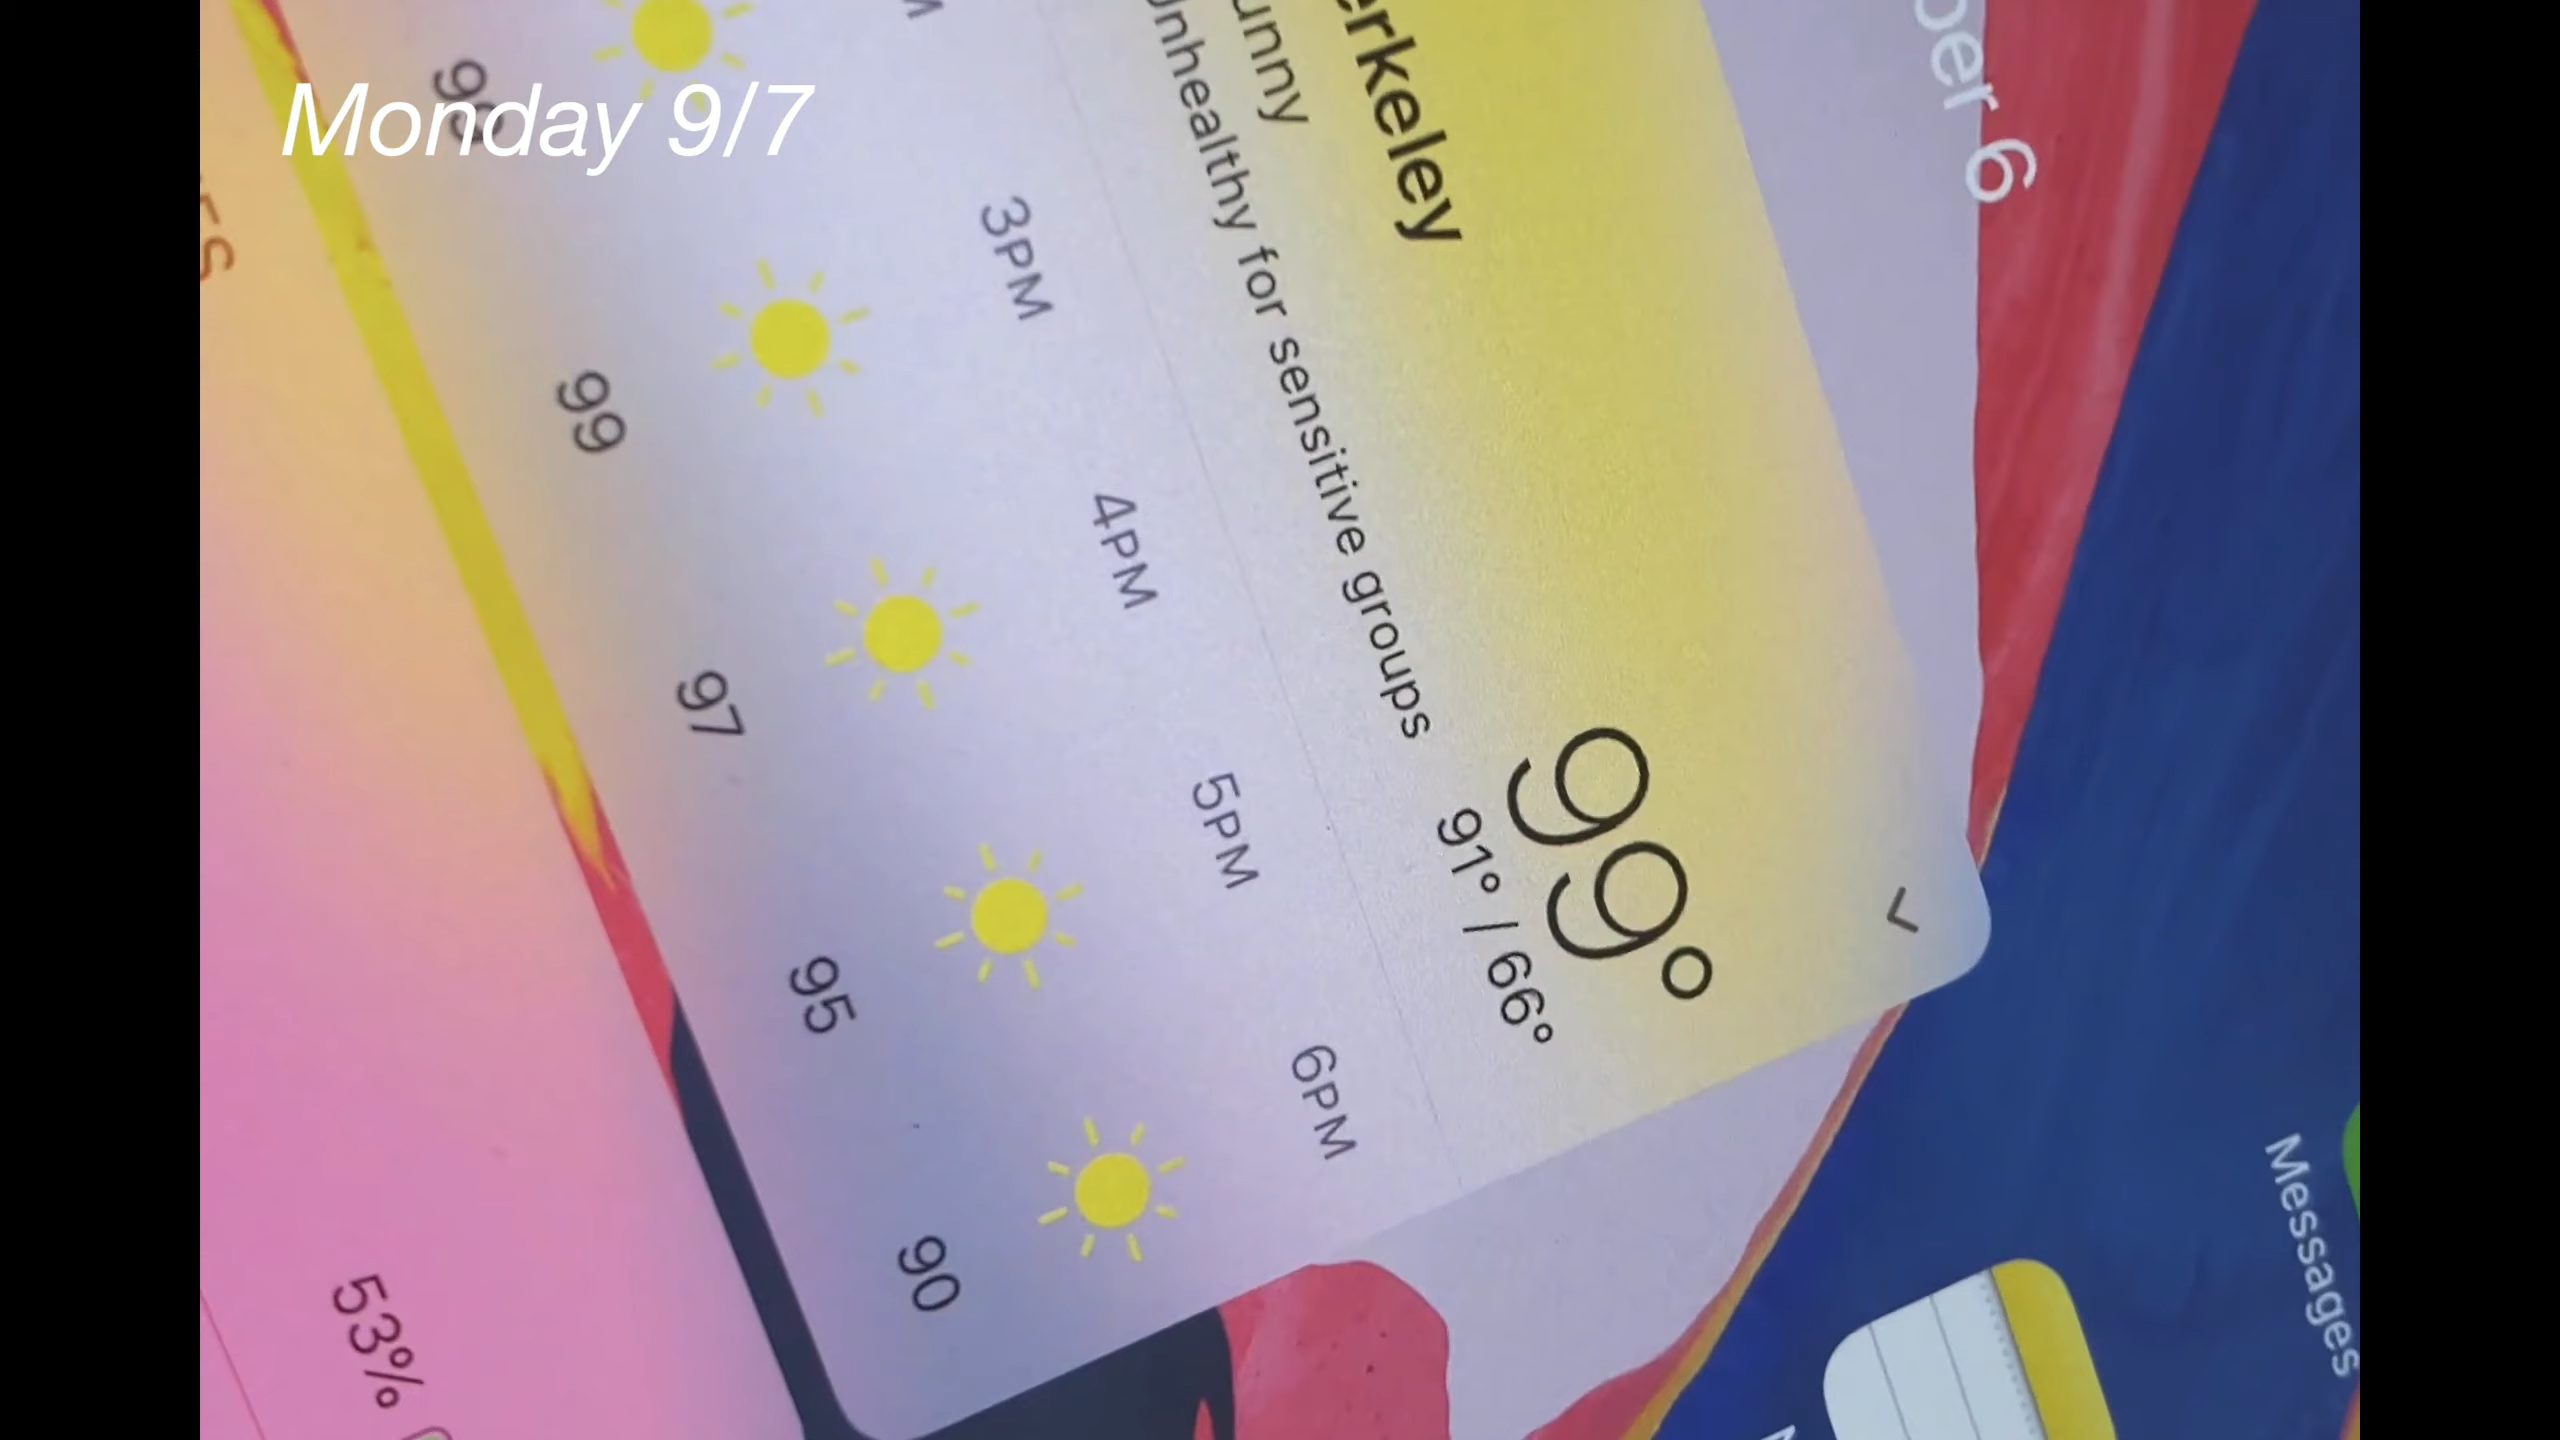 Monday 9/7
ber 6
erkeley
unny
Unhealthy for sensitive groups
99°
91° / 66°
M
3PM
4PM
5PM
6PM
99
99
97
95
90
53%
Messages